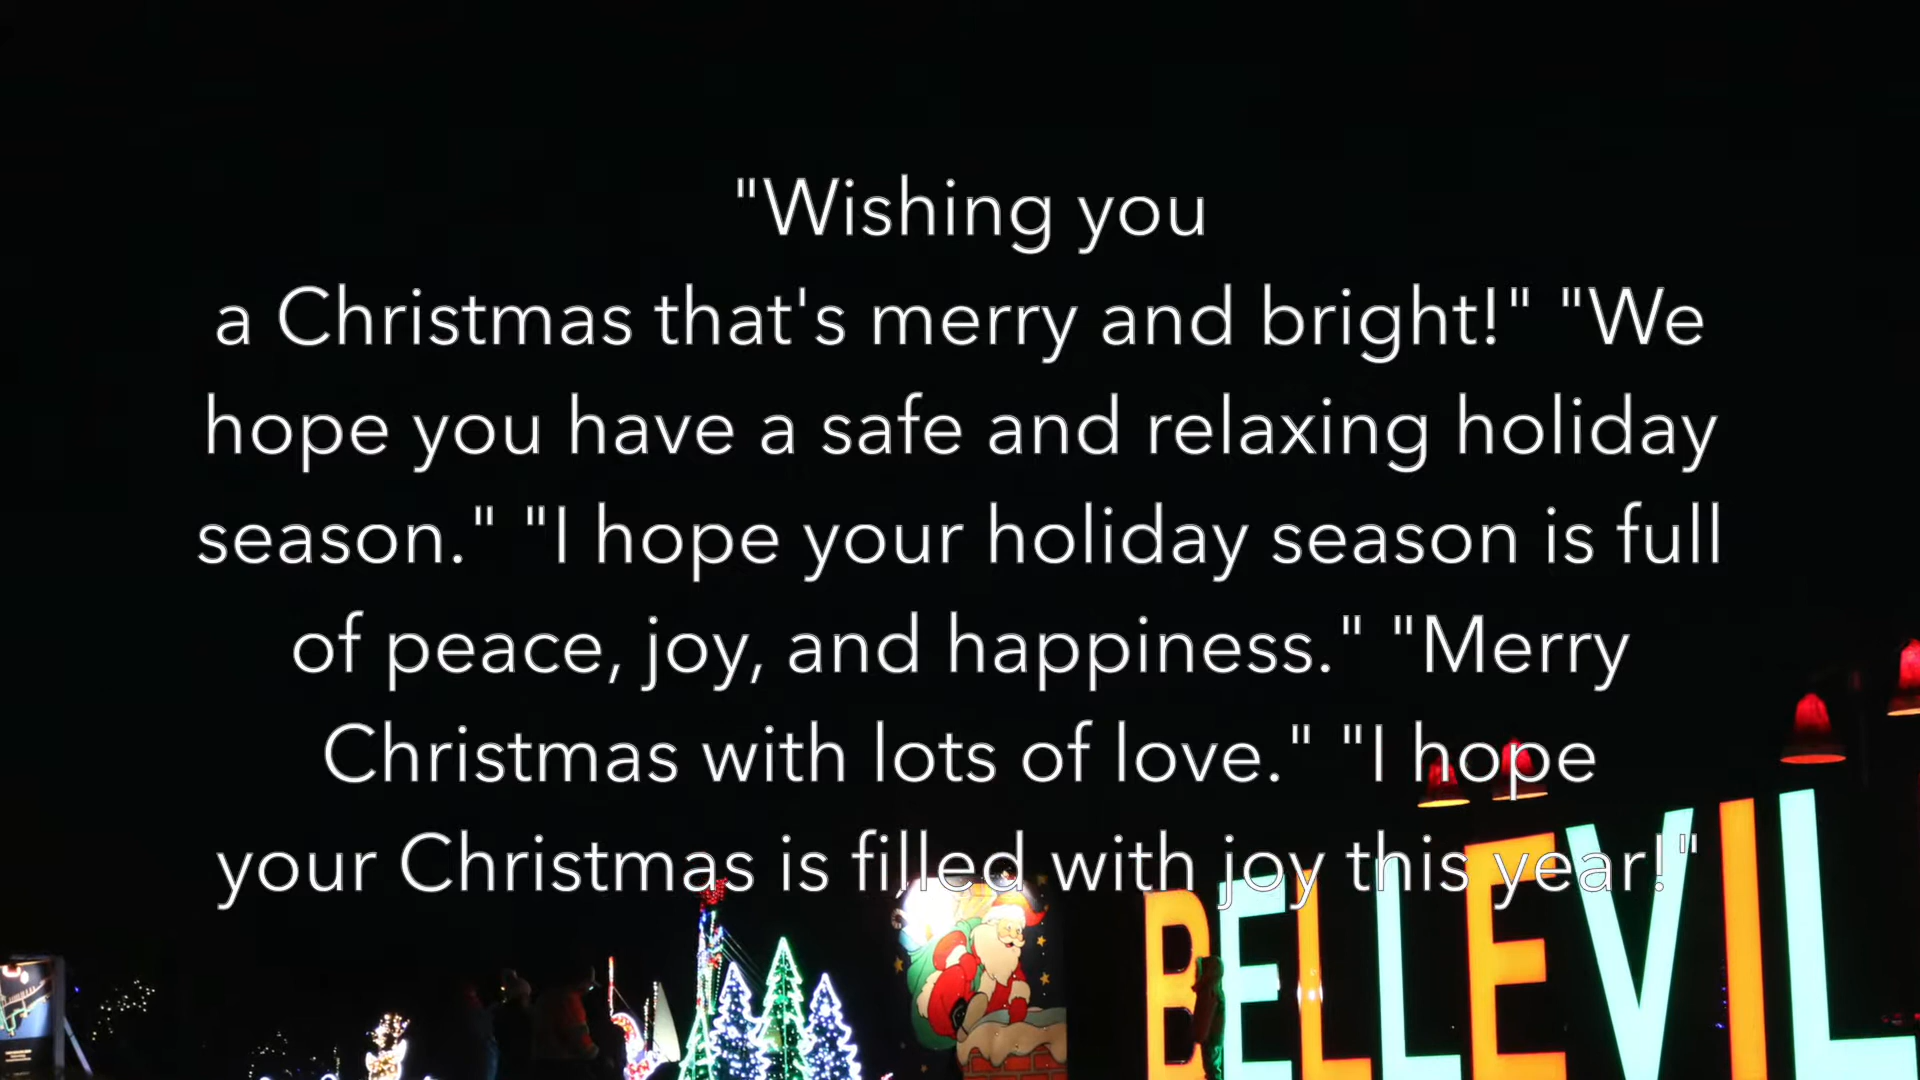 "Wishing you
a Christmas that's merry and bright!" "We
hope you have a safe and relaxing holiday
season." "I hope your holiday season is full
of peace, joy, and happiness." "Merry
Christmas with lots of love." "I hope
your Christmas is filled with joy this year!"
BELLEVIL